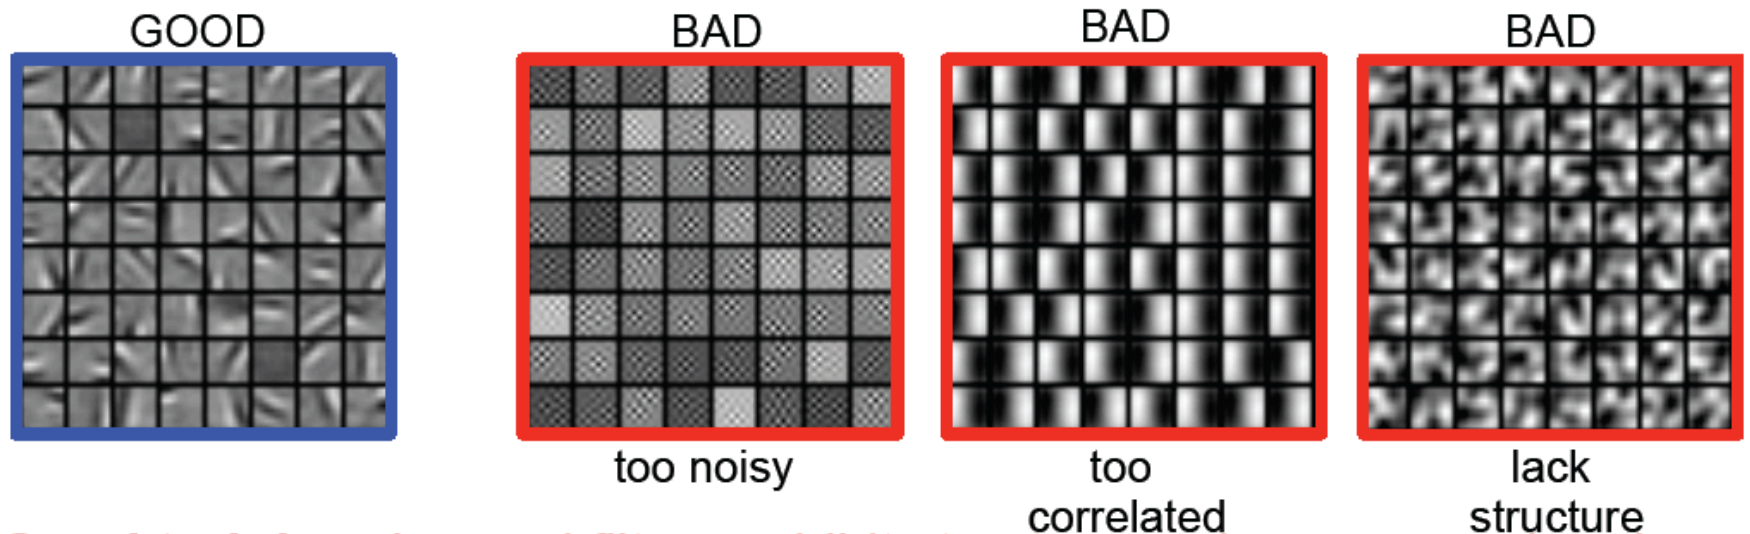 GOOD
BAD
BAD
BAD
too noisy
too
correlated
lack
structure